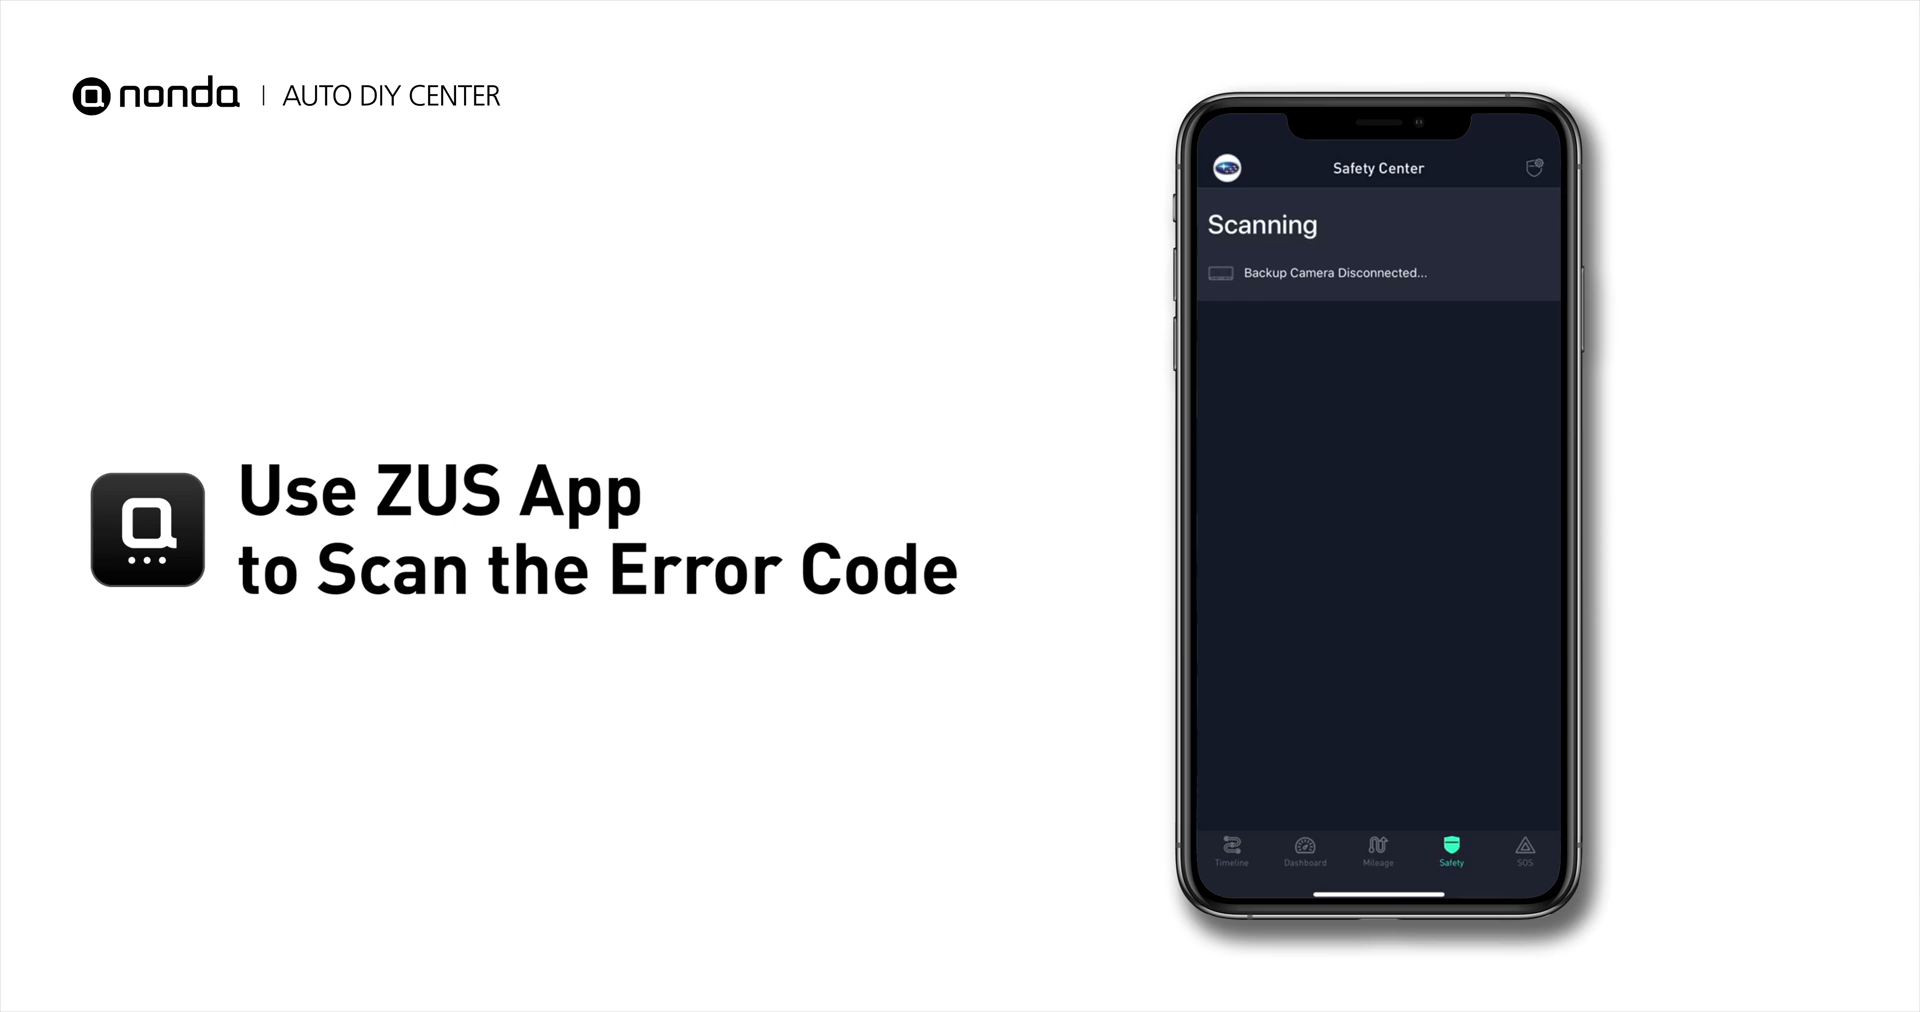 nonda | AUTO DIY CENTER
Use ZUS App
to Scan the Error Code
Safety Center
Scanning
Backup Camera Disconnected...
Timeline
Dashboard
Mileage
Safety
SOS